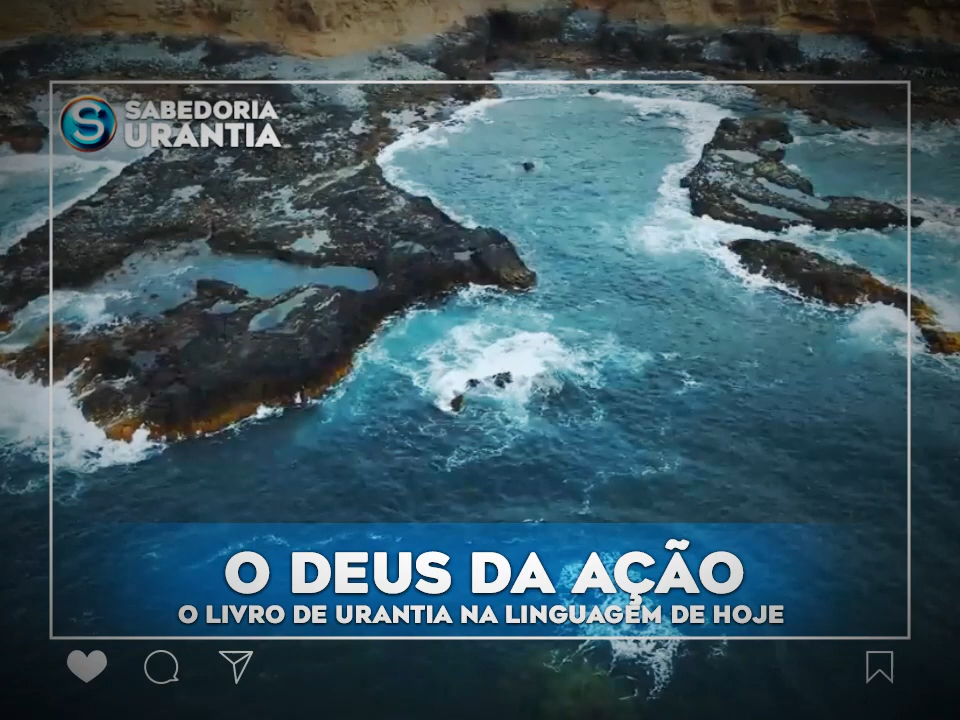 SABEDORIA
URANTIA
O DEUS DA AÇÃO
O LIVRO DE URANTIA NA LINGUAGEM DE HOJE